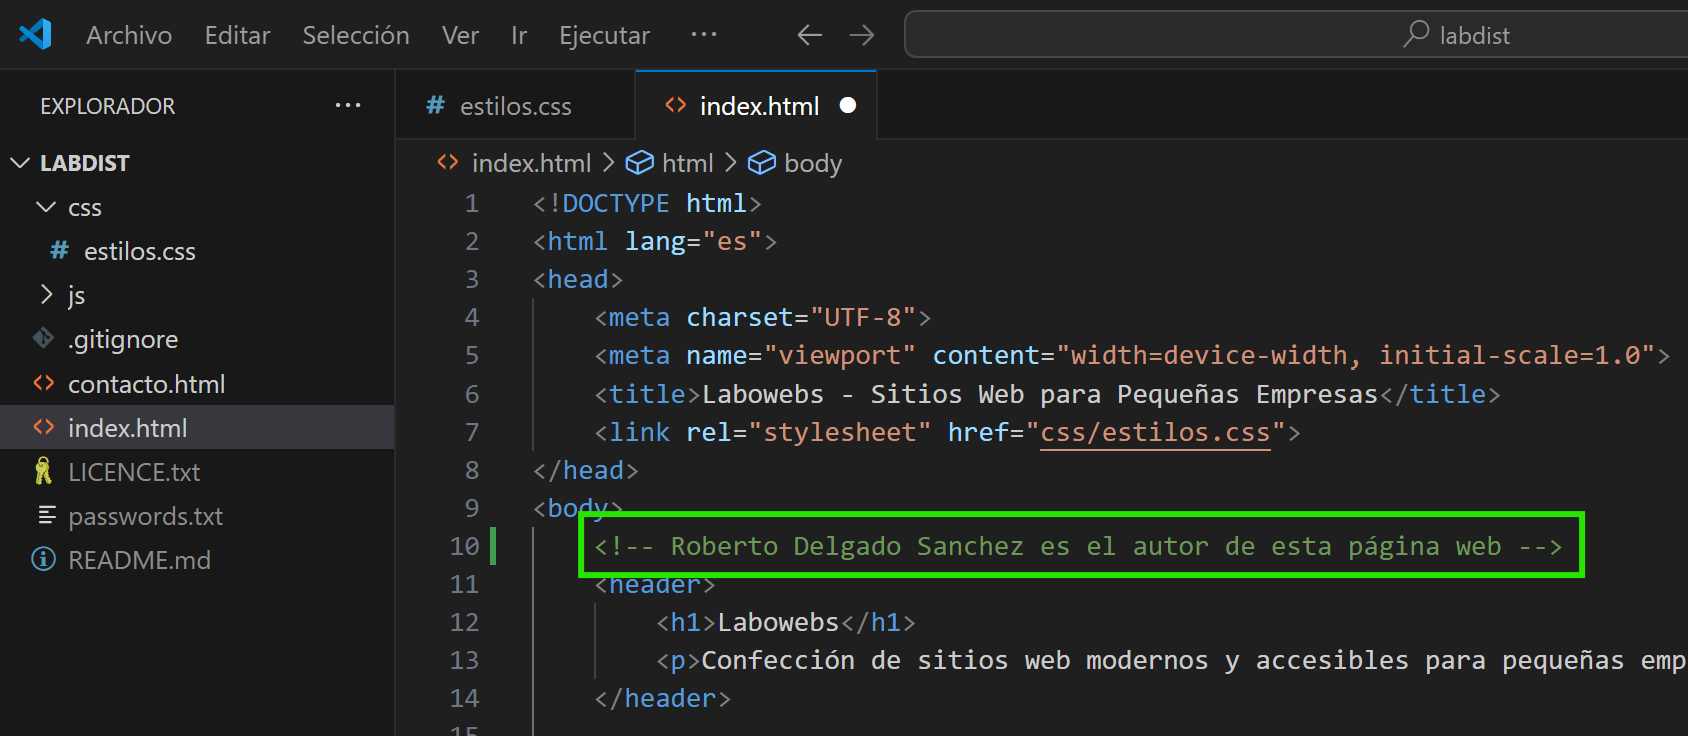 Archivo Editar Selección Ver Ir Ejecutar ··· labdist
EXPLORADOR ···
LABDIST
css
# estilos.css
js
.gitignore
contacto.html
index.html
LICENCE.txt
passwords.txt
README.md
# estilos.css
<> index.html
<> index.html > html > body
1 <!DOCTYPE html>
2 <html lang="es">
3 <head>
4 <meta charset="UTF-8">
5 <meta name="viewport" content="width=device-width, initial-scale=1.0">
6 <title>Labowebs - Sitios Web para Pequeñas Empresas</title>
7 <link rel="stylesheet" href="css/estilos.css">
8 </head>
9 <body>
10 <!-- Roberto Delgado Sanchez es el autor de esta página web -->
11 <header>
12 <h1>Labowebs</h1>
13 <p>Confección de sitios web modernos y accesibles para pequeñas emp
14 </header>
15